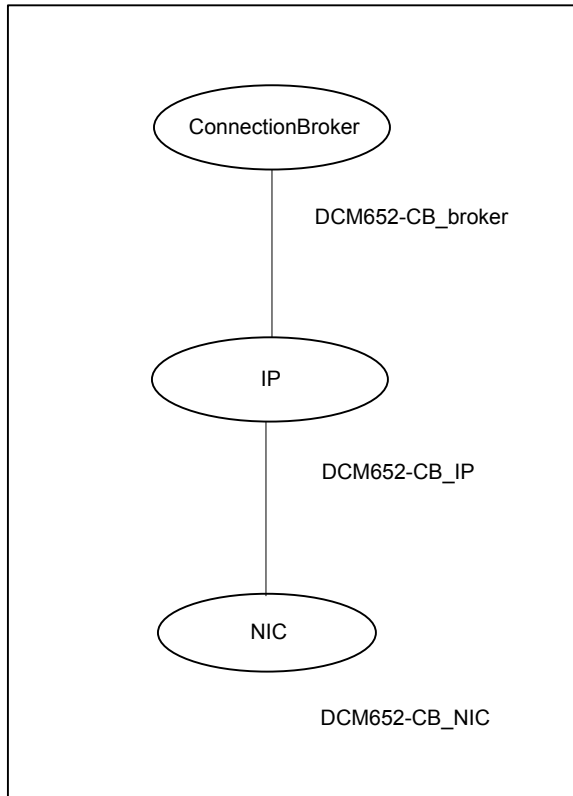 ConnectionBroker
DCM652-CB_broker
IP
DCM652-CB_IP
NIC
DCM652-CB_NIC